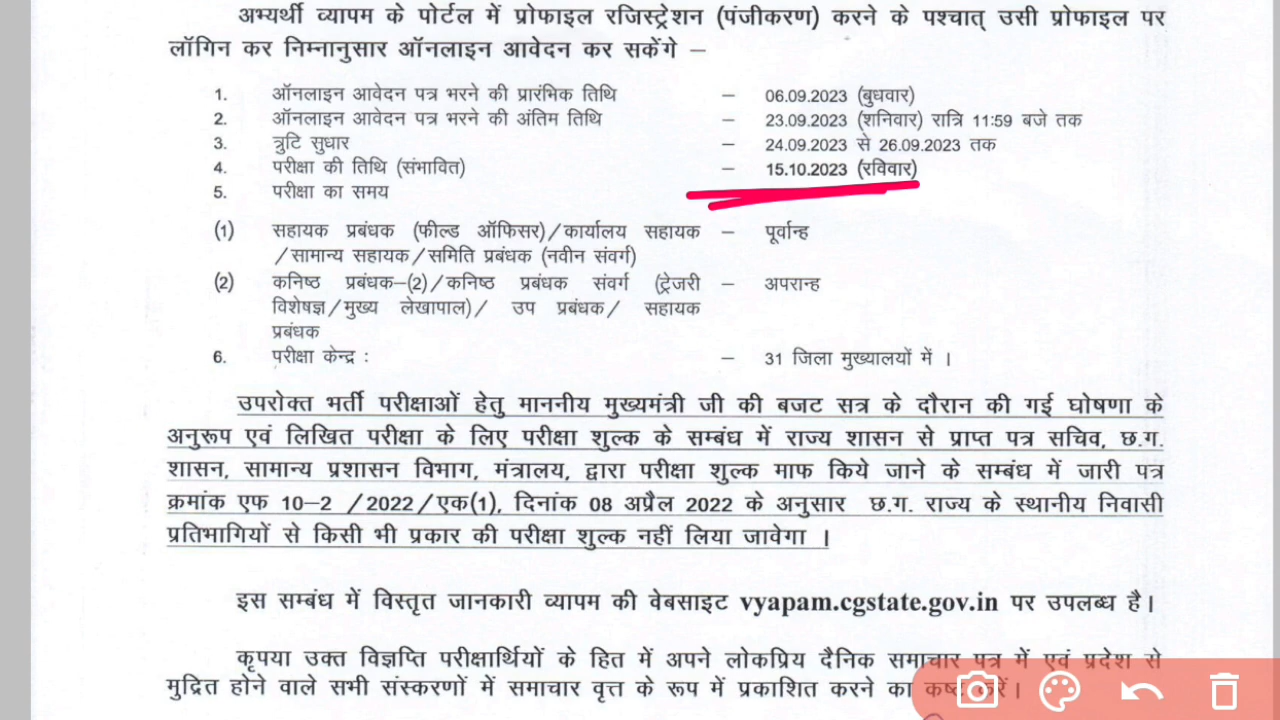 अभ्यर्थी व्यापम के पोर्टल में प्रोफाइल रजिस्ट्रेशन (पंजीकरण) करने के पश्चात् उसी प्रोफाइल पर
लॉगिन कर निम्नानुसार ऑनलाइन आवेदन कर सकेंगे –
1. ऑनलाइन आवेदन पत्र भरने की प्रारंभिक तिथि – 06.09.2023 (बुधवार)
2. ऑनलाइन आवेदन पत्र भरने की अंतिम तिथि – 23.09.2023 (शनिवार) रात्रि 11:59 बजे तक
3. त्रुटि सुधार – 24.09.2023 से 26.09.2023 तक
4. परीक्षा की तिथि (संभावित) – 15.10.2023 (रविवार)
5. परीक्षा का समय
(1) सहायक प्रबंधक (फील्ड ऑफिसर)/कार्यालय सहायक – पूर्वान्ह
/सामान्य सहायक/समिति प्रबंधक (नवीन संवर्ग)
(2) कनिष्ठ प्रबंधक–(2)/कनिष्ठ प्रबंधक संवर्ग (ट्रेजरी – अपरान्ह
विशेषज्ञ/मुख्य लेखापाल)/ उप प्रबंधक/ सहायक
प्रबंधक
6. परीक्षा केन्द्र : – 31 जिला मुख्यालयों में ।
उपरोक्त भर्ती परीक्षाओं हेतु माननीय मुख्यमंत्री जी की बजट सत्र के दौरान की गई घोषणा के
अनुरूप एवं लिखित परीक्षा के लिए परीक्षा शुल्क के सम्बंध में राज्य शासन से प्राप्त पत्र सचिव, छ.ग.
शासन, सामान्य प्रशासन विभाग, मंत्रालय, द्वारा परीक्षा शुल्क माफ किये जाने के सम्बंध में जारी पत्र
क्रमांक एफ 10–2 /2022/एक(1), दिनांक 08 अप्रैल 2022 के अनुसार छ.ग. राज्य के स्थानीय निवासी
प्रतिभागियों से किसी भी प्रकार की परीक्षा शुल्क नहीं लिया जावेगा ।
इस सम्बंध में विस्तृत जानकारी व्यापम की वेबसाइट vyapam.cgstate.gov.in पर उपलब्ध है।
कृपया उक्त विज्ञप्ति परीक्षार्थियों के हित में अपने लोकप्रिय दैनिक समाचार पत्र में एवं प्रदेश से
मुद्रित होने वाले सभी संस्करणों में समाचार वृत्त के रूप में प्रकाशित करने का कष्ट करें।